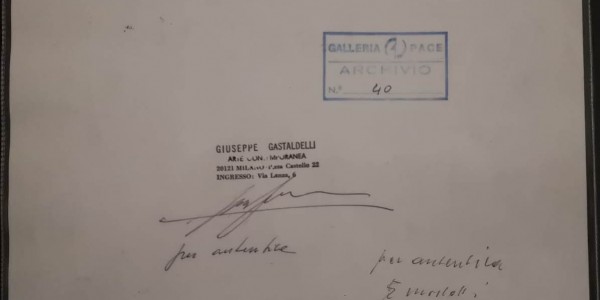 GALLERIA PACE
ARCHIVIO
N.° 40
GIUSEPPE GASTALDELLI
ARTE CONTEMPORANEA
20121 MILANO Piazza Castello 22
INGRESSO: Via Lanza, 6
per autentica
per autentica